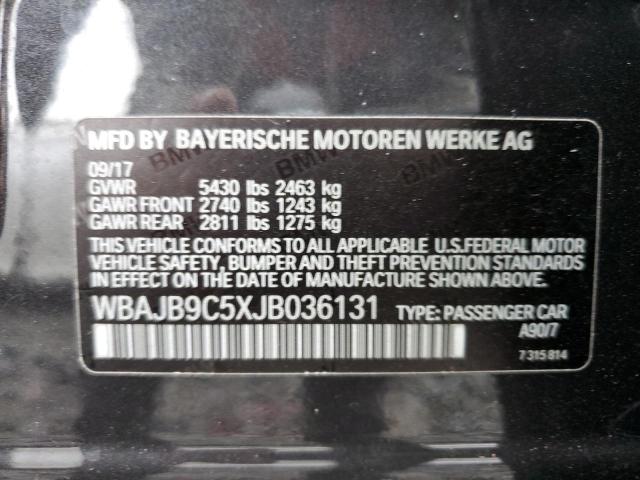 MFD BY BAYERISCHE MOTOREN WERKE AG
09/17
GVWR 5430 lbs 2463 kg
GAWR FRONT 2740 lbs 1243 kg
GAWR REAR 2811 lbs 1275 kg
THIS VEHICLE CONFORMS TO ALL APPLICABLE U.S.FEDERAL MOTOR
VEHICLE SAFETY, BUMPER AND THEFT PREVENTION STANDARDS
IN EFFECT ON THE DATE OF MANUFACTURE SHOWN ABOVE.
WBAJB9C5XJB036131 TYPE: PASSENGER CAR
A90/7
7 315 814